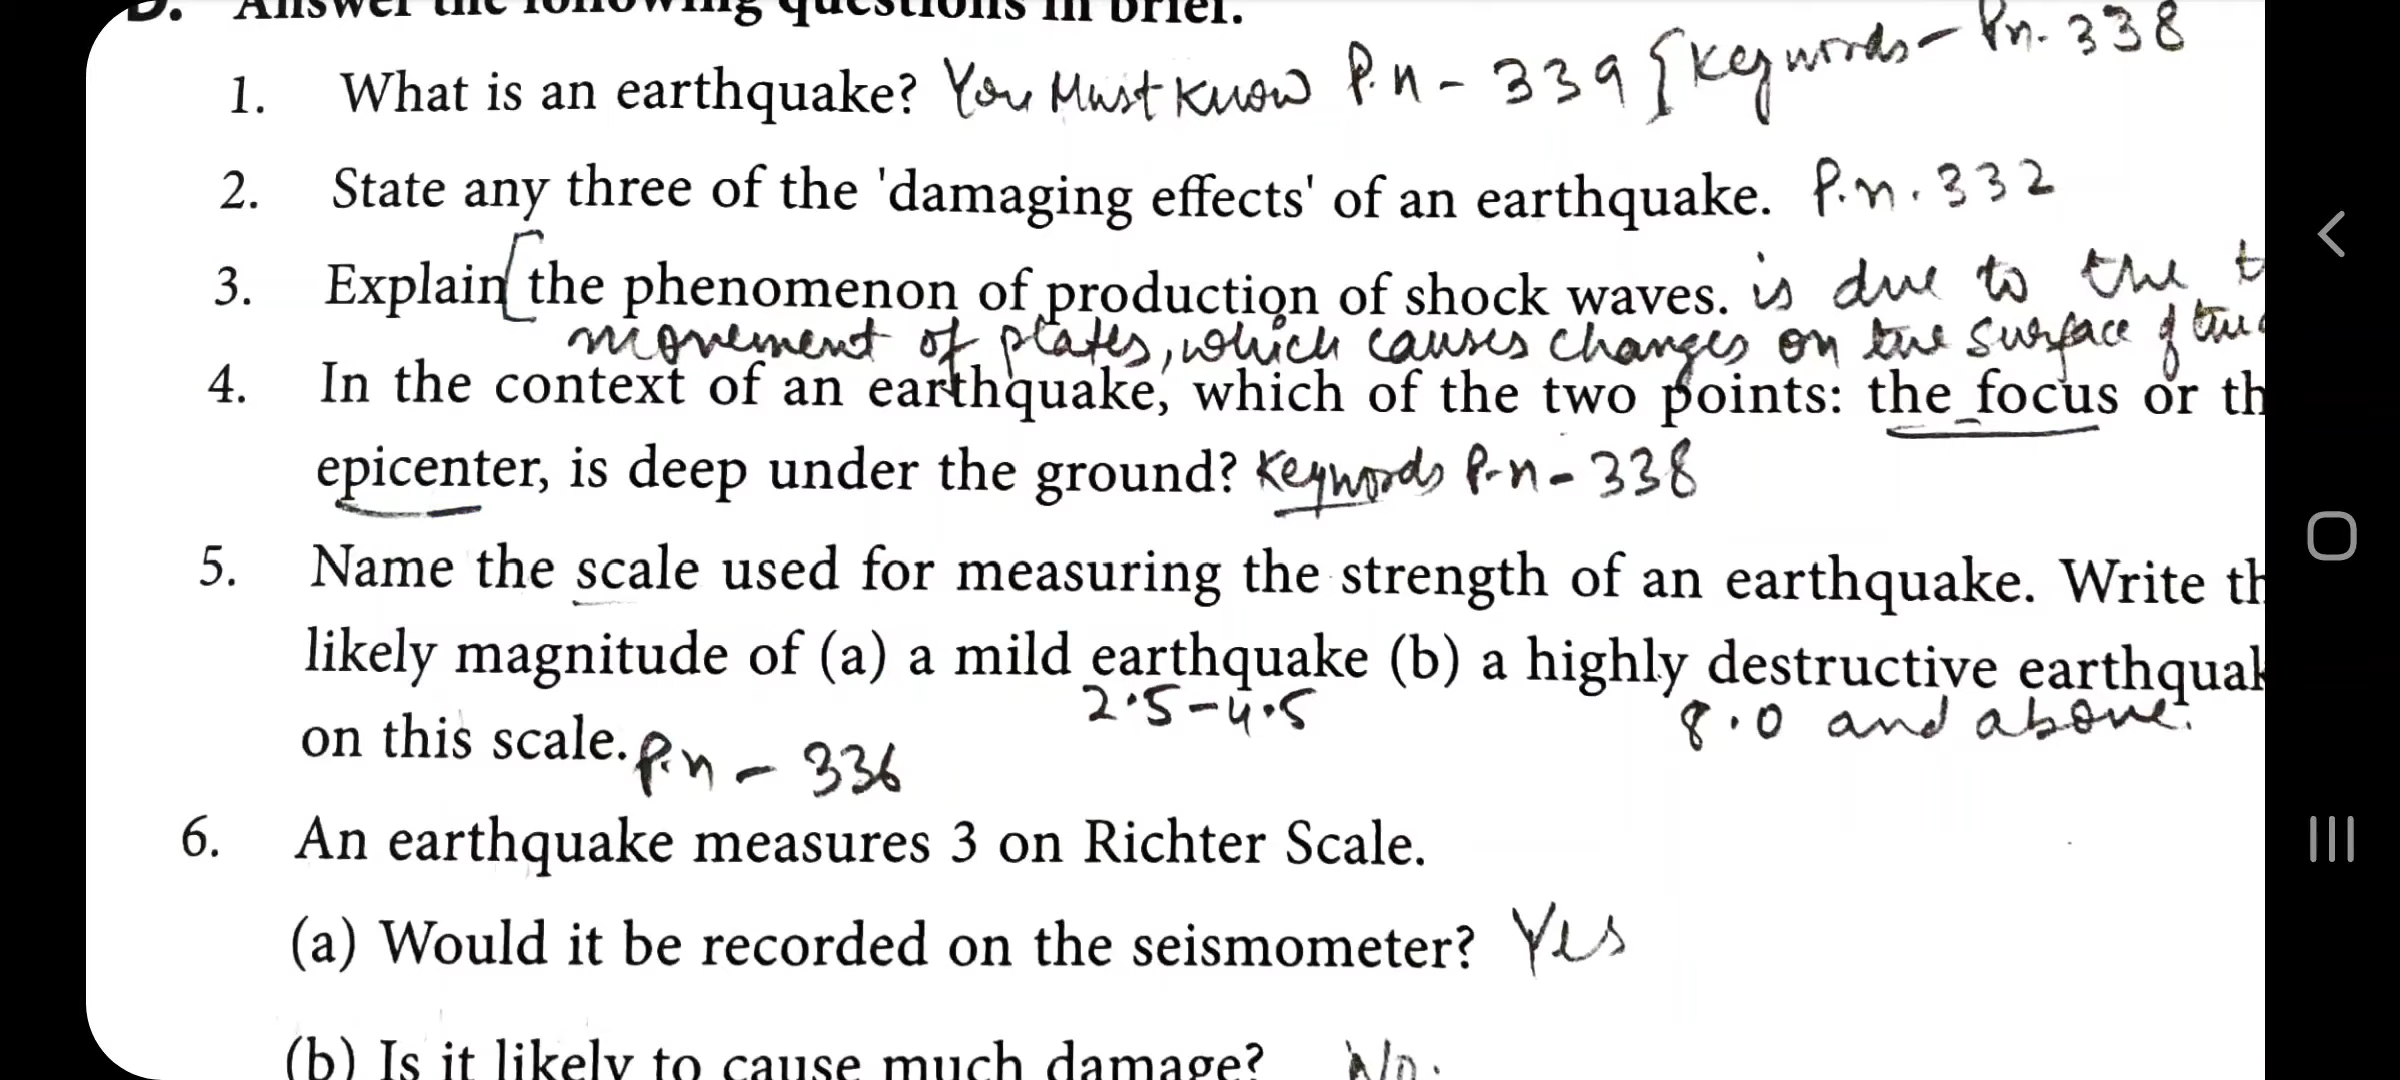 D. Answer the following questions in brief.
1. What is an earthquake? You Must Know P.n - 339 { Keywords - Pn. 338
2. State any three of the 'damaging effects' of an earthquake. P.n. 332
3. Explain [the phenomenon of production of shock waves. is due to the
movement of plates, which causes changes on the surface of
4. In the context of an earthquake, which of the two points: the focus or th
epicenter, is deep under the ground? Keywords P-n - 338
5. Name the scale used for measuring the strength of an earthquake. Write th
likely magnitude of (a) a mild earthquake (b) a highly destructive earthquak
2.5-4.5 8.0 and above.
on this scale. P.n - 336
6. An earthquake measures 3 on Richter Scale.
(a) Would it be recorded on the seismometer? Yes
(b) Is it likely to cause much damage? No.